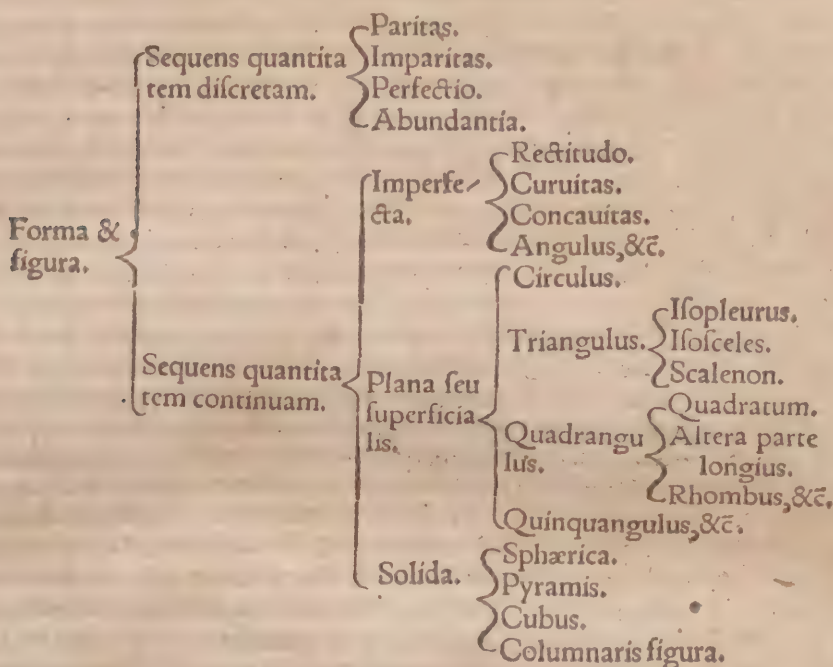 Forma &
figura.
Sequens quantita
tem discretam.
Paritas.
Imparitas.
Perfectio.
Abundantia.
Sequens quantita
tem continuam.
Imperfe-
cta.
Rectitudo.
Curuitas.
Concauitas.
Angulus, &c̄.
Plana seu
superficia
lis.
Circulus.
Triangulus.
Isopleurus.
Isosceles.
Scalenon.
Quadrangu
lus.
Quadratum.
Altera parte
longius.
Rhombus, &c̄.
Quinquangulus, &c̄.
Solida.
Sphærica.
Pyramis.
Cubus.
Columnaris figura.